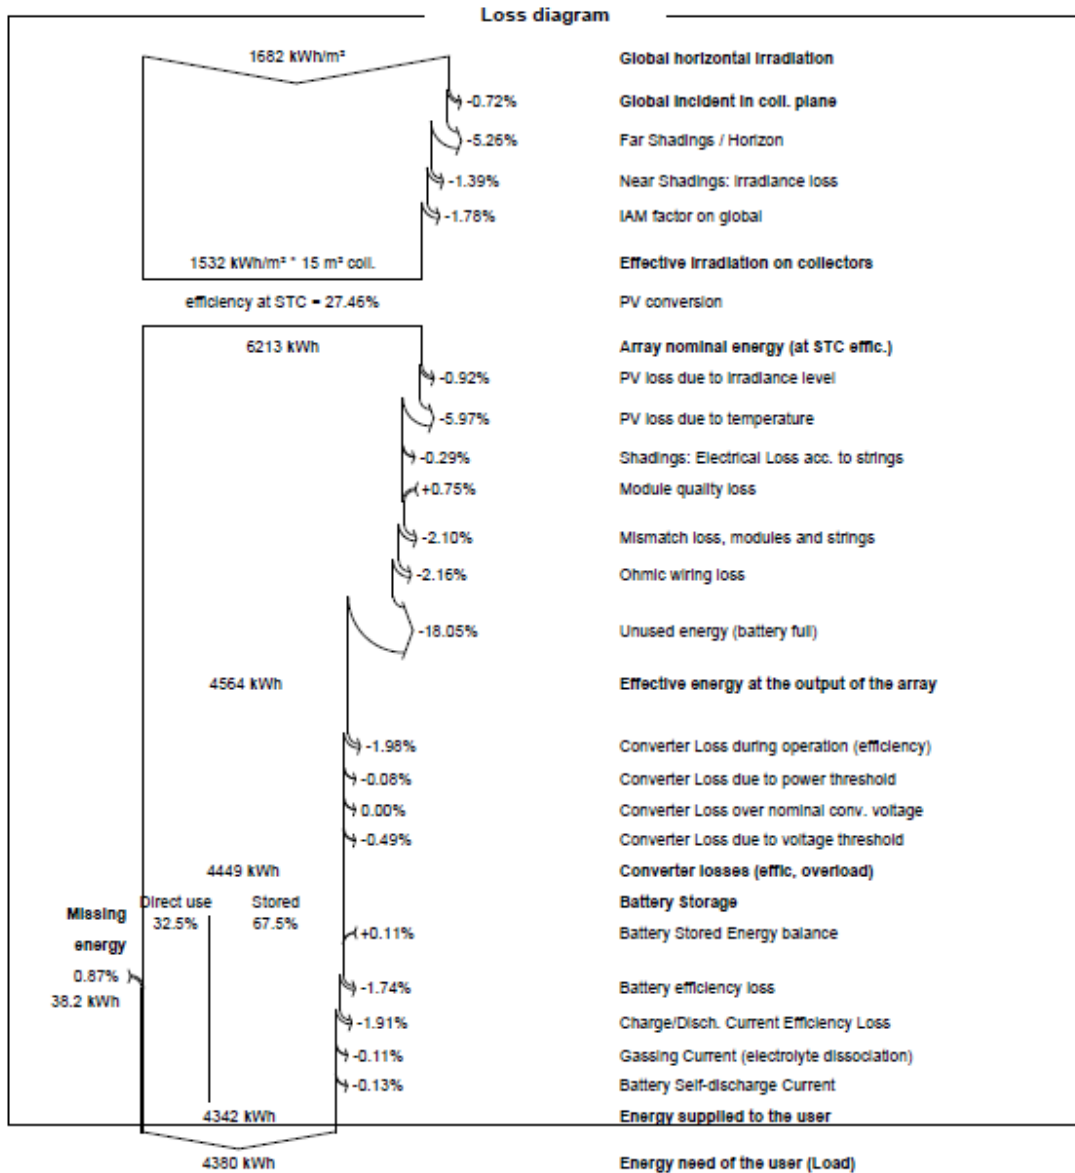 Loss diagram
1682 kWh/m² Global horizontal irradiation
-0.72% Global incident in coll. plane
-5.26% Far Shadings / Horizon
-1.39% Near Shadings: irradiance loss
-1.78% IAM factor on global
1532 kWh/m² * 15 m² coll. Effective irradiation on collectors
efficiency at STC = 27.46% PV conversion
6213 kWh Array nominal energy (at STC effic.)
-0.92% PV loss due to irradiance level
-5.97% PV loss due to temperature
-0.29% Shadings: Electrical Loss acc. to strings
+0.75% Module quality loss
-2.10% Mismatch loss, modules and strings
-2.16% Ohmic wiring loss
-18.05% Unused energy (battery full)
4564 kWh Effective energy at the output of the array
-1.98% Converter Loss during operation (efficiency)
-0.08% Converter Loss due to power threshold
0.00% Converter Loss over nominal conv. voltage
-0.49% Converter Loss due to voltage threshold
4449 kWh Converter losses (effic, overload)
Direct use Stored Battery Storage
Missing 32.5% 67.5%
energy +0.11% Battery Stored Energy balance
0.87%
38.2 kWh -1.74% Battery efficiency loss
-1.91% Charge/Disch. Current Efficiency Loss
-0.11% Gassing Current (electrolyte dissociation)
-0.13% Battery Self-discharge Current
4342 kWh Energy supplied to the user
4380 kWh Energy need of the user (Load)